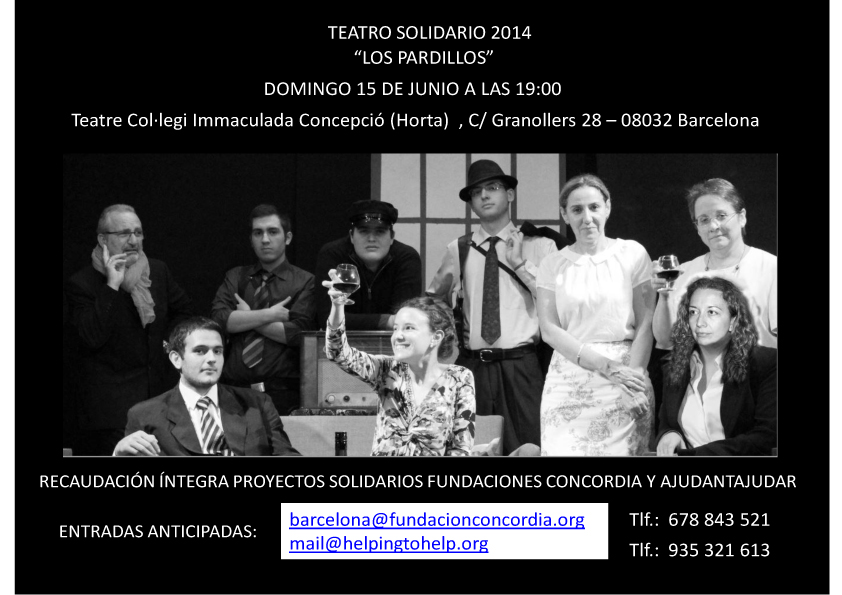 TEATRO SOLIDARIO 2014
“LOS PARDILLOS”
DOMINGO 15 DE JUNIO A LAS 19:00
Teatre Col·legi Immaculada Concepció (Horta) , C/ Granollers 28 – 08032 Barcelona
RECAUDACIÓN ÍNTEGRA PROYECTOS SOLIDARIOS FUNDACIONES CONCORDIA Y AJUDANTAJUDAR
ENTRADAS ANTICIPADAS:
barcelona@fundacionconcordia.org
mail@helpingtohelp.org
Tlf.: 678 843 521
Tlf.: 935 321 613